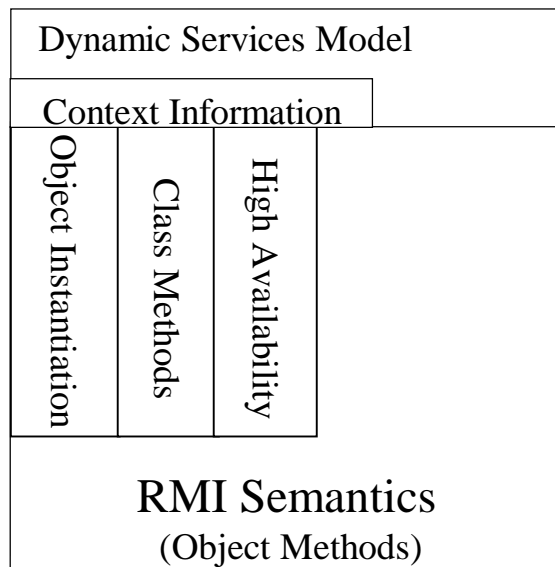 Dynamic Services Model
Context Information
Object Instantiation
Class Methods
High Availability
RMI Semantics
(Object Methods)